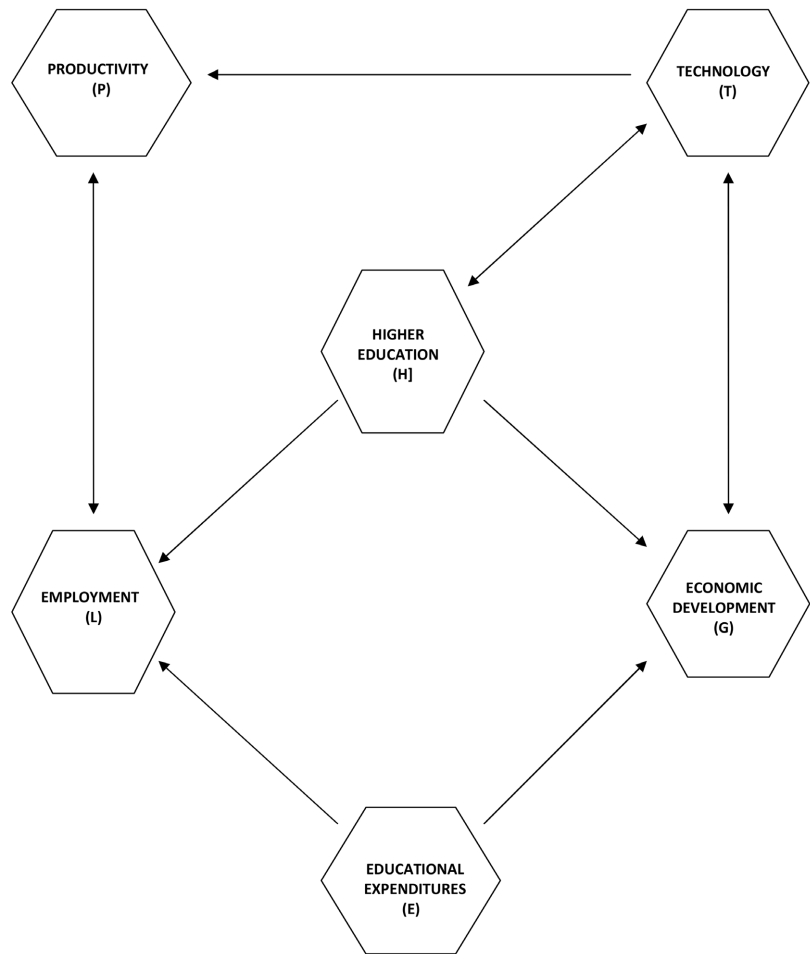 PRODUCTIVITY
(P)
TECHNOLOGY
(T)
HIGHER
EDUCATION
(H]
EMPLOYMENT
(L)
ECONOMIC
DEVELOPMENT
(G)
EDUCATIONAL
EXPENDITURES
(E)